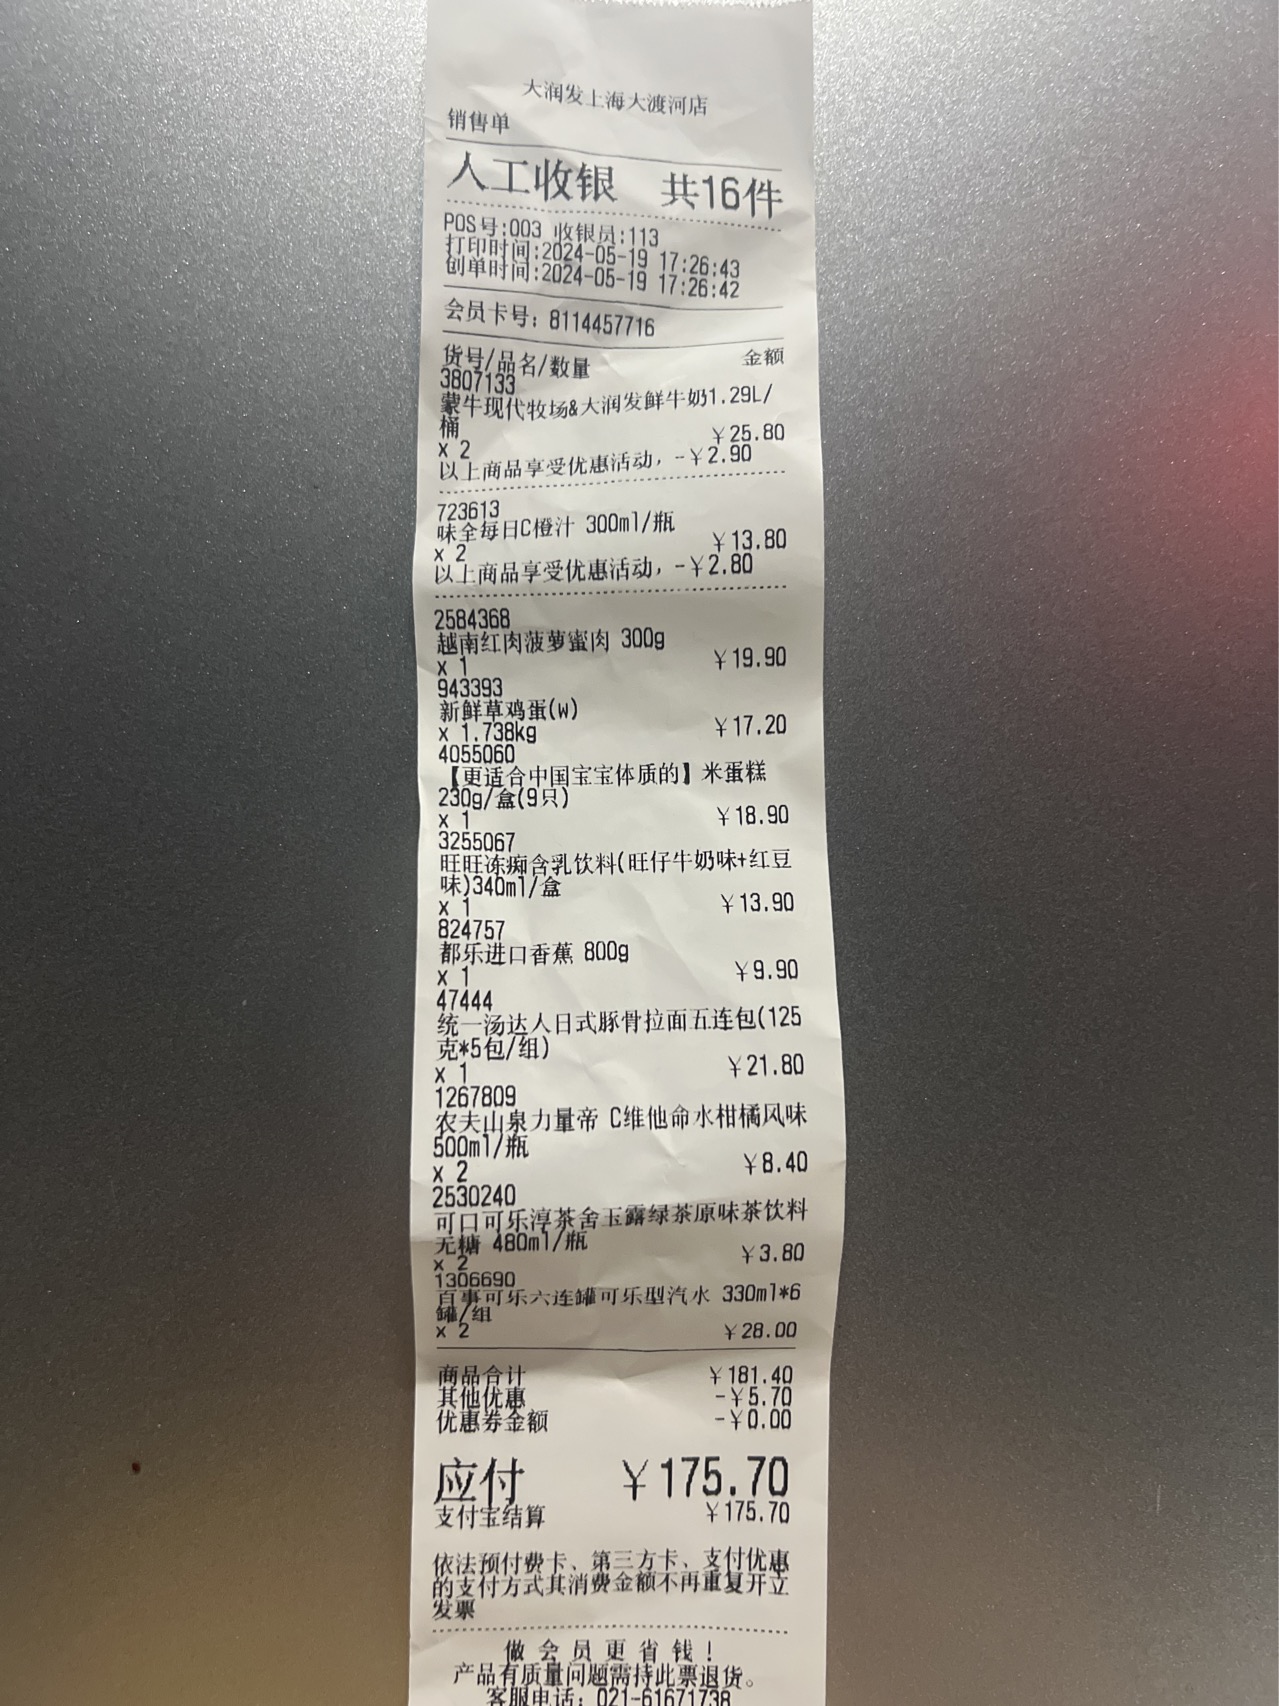 大润发上海大渡河店
销售单
人工收银 共16件
POS号:003 收银员:113
打印时间:2024-05-19 17:26:43
创单时间:2024-05-19 17:26:42
会员卡号: 8114457716
货号/品名/数量 金额
3807133
蒙牛现代牧场&大润发鲜牛奶1.29L/
桶
x 2 ￥25.80
以上商品享受优惠活动, -￥2.90
723613
味全每日C橙汁 300ml/瓶
x 2 ￥13.80
以上商品享受优惠活动, -￥2.80
2584368
越南红肉菠萝蜜肉 300g
x 1 ￥19.90
943393
新鲜草鸡蛋(w)
x 1.738kg ￥17.20
4055060
【更适合中国宝宝体质的】米蛋糕
230g/盒(9只)
x 1 ￥18.90
3255067
旺旺冻痴含乳饮料(旺仔牛奶味+红豆
味)340ml/盒
x 1 ￥13.90
824757
都乐进口香蕉 800g
x 1 ￥9.90
47444
统一汤达人日式豚骨拉面五连包(125
克*5包/组)
x 1 ￥21.80
1267809
农夫山泉力量帝 C维他命水柑橘风味
500ml/瓶
x 2 ￥8.40
2530240
可口可乐淳茶舍玉露绿茶原味茶饮料
无糖 480ml/瓶
x 2 ￥3.80
1306690
百事可乐六连罐可乐型汽水 330ml*6
罐/组
x 2 ￥28.00
商品合计 ￥181.40
其他优惠 -￥5.70
优惠券金额 -￥0.00
应付 ￥175.70
支付宝结算 ￥175.70
依法预付费卡、第三方卡、支付优惠
的支付方式其消费金额不再重复开立
发票
做会员更省钱!
产品有质量问题需持此票退货。
客服电话: 021-61671738